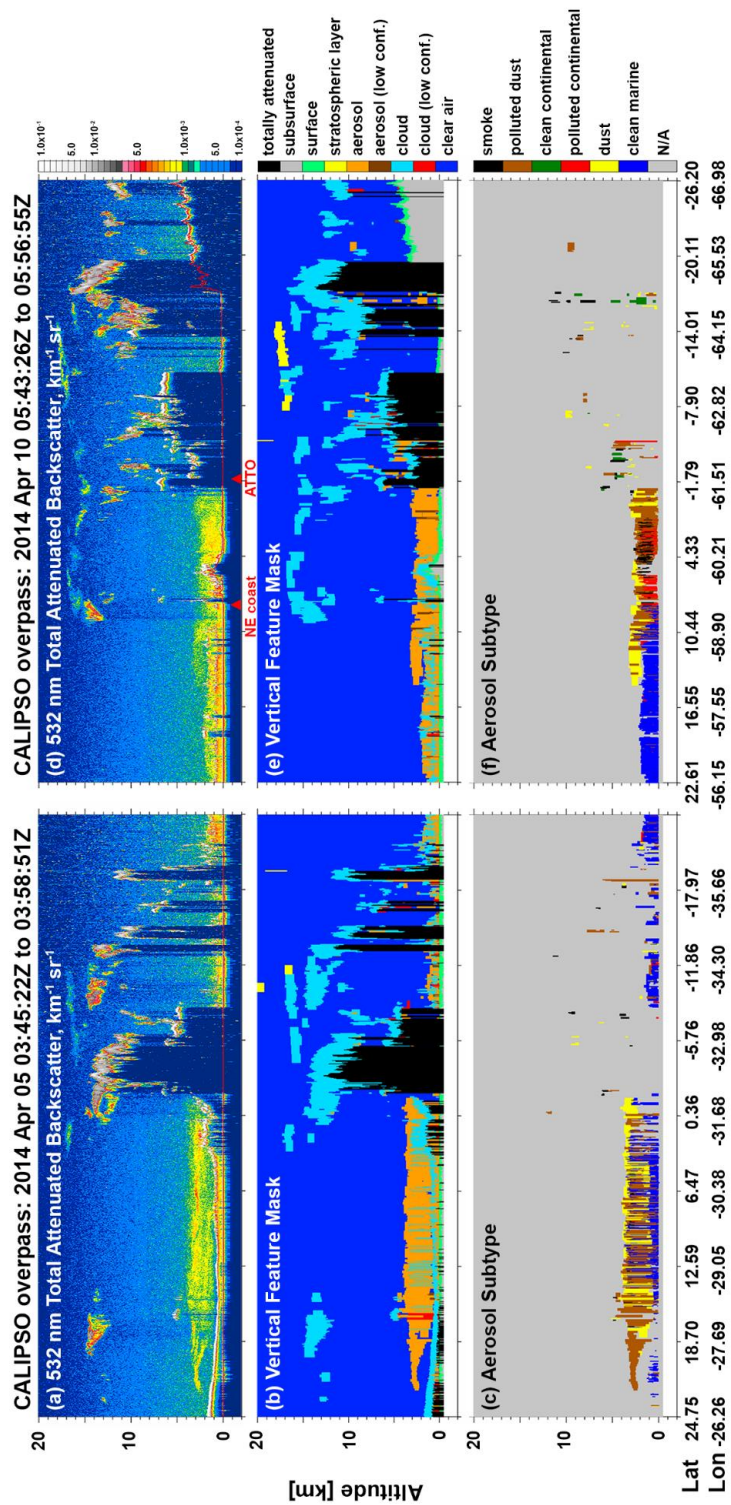 CALIPSO overpass: 2014 Apr 05 03:45:22Z to 03:58:51Z
(a) 532 nm Total Attenuated Backscatter, km-1 sr-1
20
10
0
(b) Vertical Feature Mask
20
10
0
(c) Aerosol Subtype
20
10
0
Altitude [km]
Lat 24.75 18.70 12.59 6.47 0.36 -5.76 -11.86 -17.97
Lon -26.26 -27.69 -29.05 -30.38 -31.68 -32.98 -34.30 -35.66
CALIPSO overpass: 2014 Apr 10 05:43:26Z to 05:56:55Z
(d) 532 nm Total Attenuated Backscatter, km-1 sr-1
NE coast
ATTO
1.0x10-1
5.0
1.0x10-2
5.0
1.0x10-3
5.0
1.0x10-4
(e) Vertical Feature Mask
totally attenuated
subsurface
surface
stratospheric layer
aerosol
aerosol (low conf.)
cloud
cloud (low conf.)
clear air
(f) Aerosol Subtype
smoke
polluted dust
clean continental
polluted continental
dust
clean marine
N/A
22.61 16.55 10.44 4.33 -1.79 -7.90 -14.01 -20.11 -26.20
-56.15 -57.55 -58.90 -60.21 -61.51 -62.82 -64.15 -65.53 -66.98